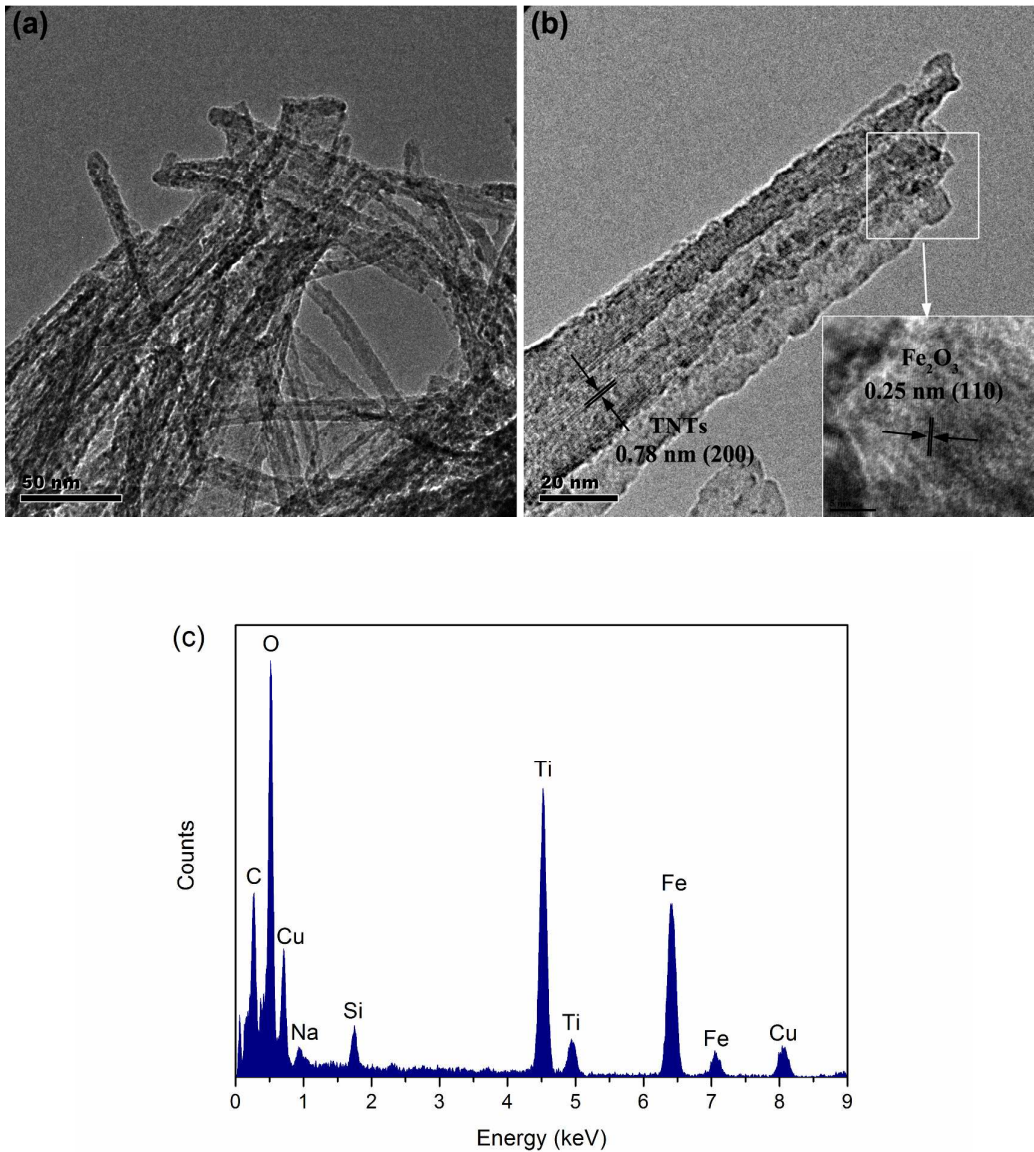 (a)
50 nm
(b)
TNTs
0.78 nm (200)
20 nm
Fe₂O₃
0.25 nm (110)
(c)
O
C
Cu
Na
Si
Ti
Ti
Fe
Fe
Cu
Counts
0 1 2 3 4 5 6 7 8 9
Energy (keV)